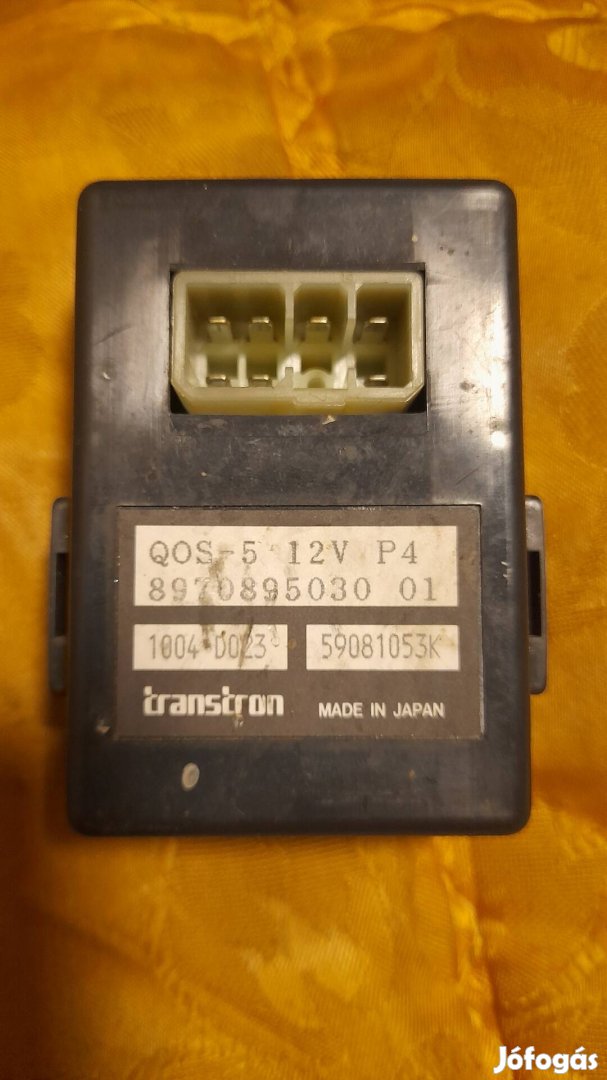 QOS-5 12V P4
8970895030 01
1004-D023 59081053K
transtron MADE IN JAPAN
Jófogás